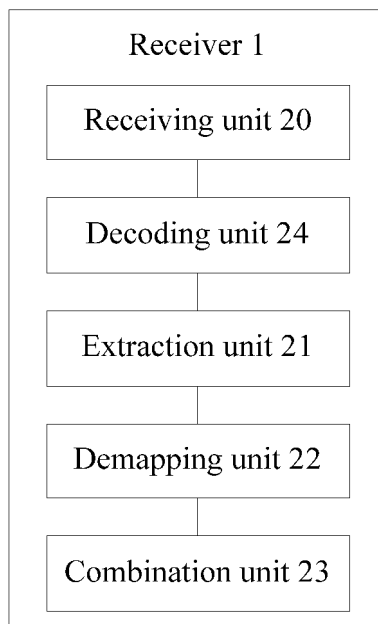 Receiver 1
Receiving unit 20
Decoding unit 24
Extraction unit 21
Demapping unit 22
Combination unit 23